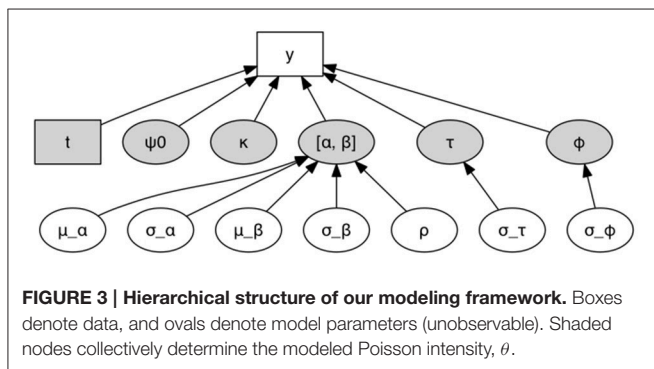 y
t
ψ0
κ
[α, β]
τ
ϕ
μ_α
σ_α
μ_β
σ_β
ρ
σ_τ
σ_ϕ
FIGURE 3 | Hierarchical structure of our modeling framework. Boxes
denote data, and ovals denote model parameters (unobservable). Shaded
nodes collectively determine the modeled Poisson intensity, θ.